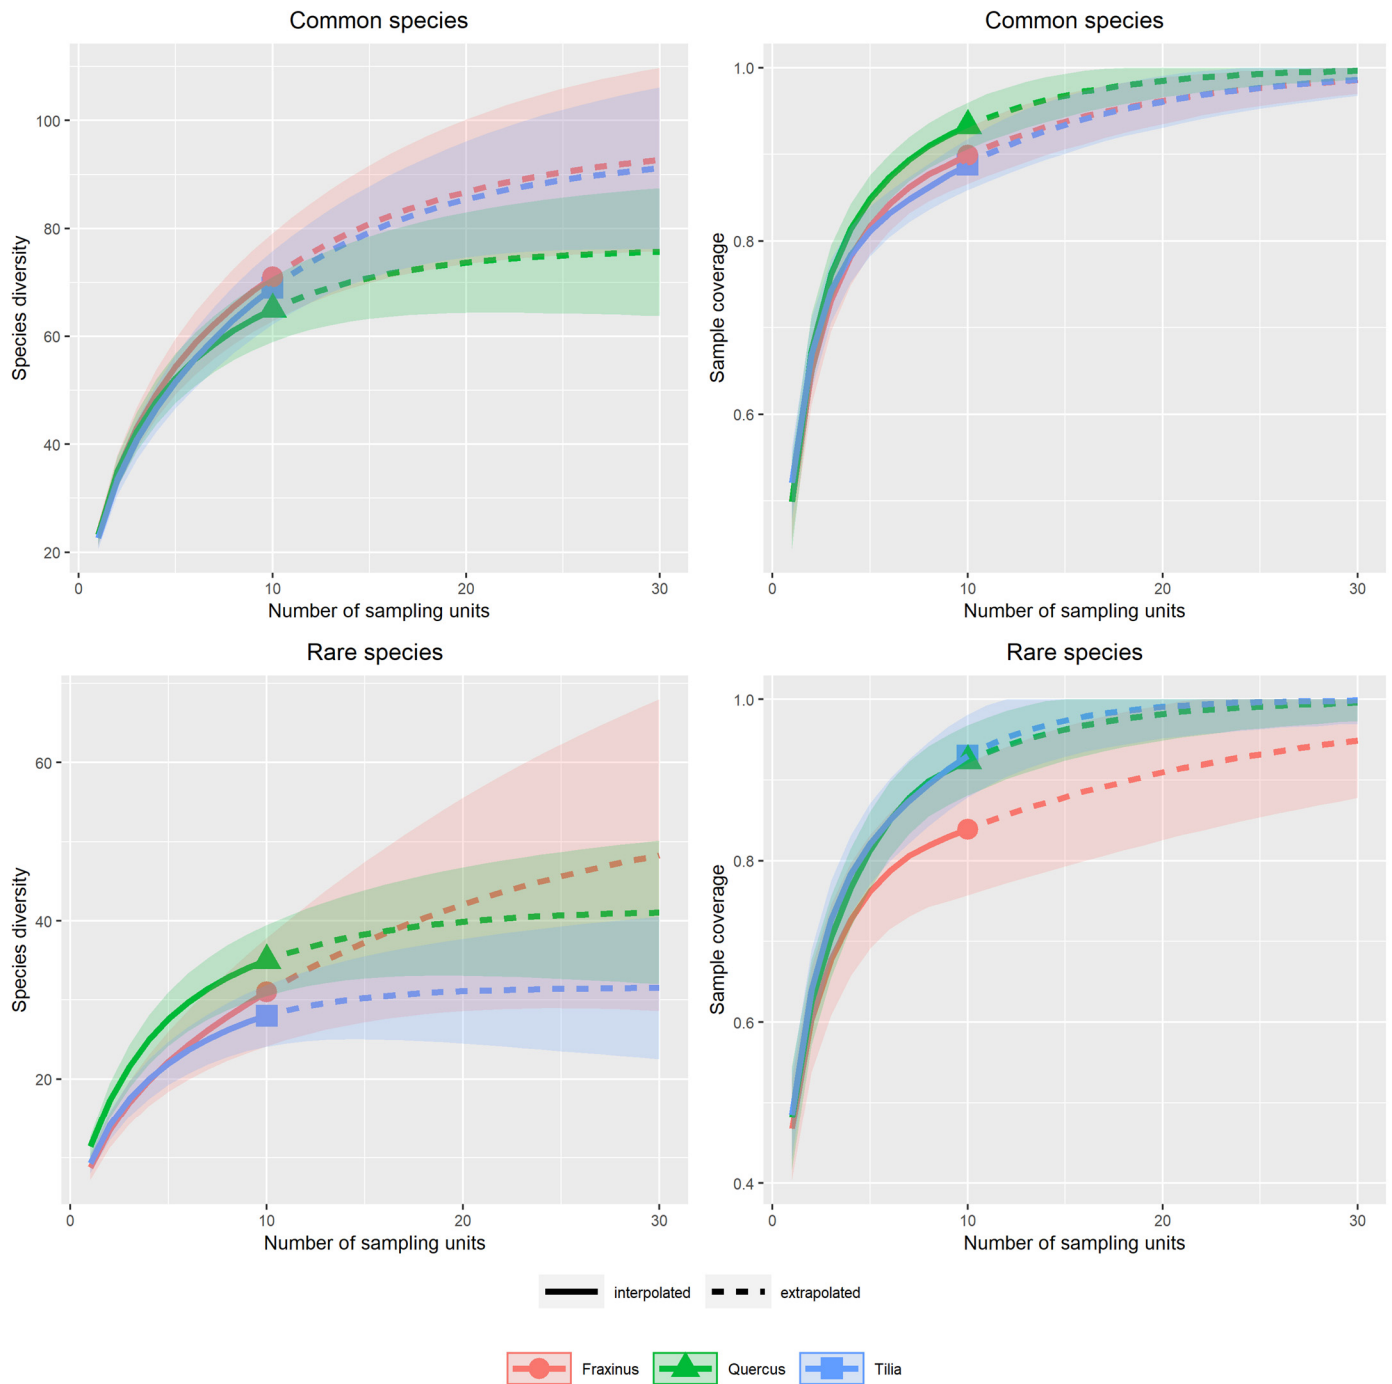 Common species
Common species
Species diversity
100
80
60
40
20
0
10
20
30
Number of sampling units
Sample coverage
1.0
0.8
0.6
0
10
20
30
Number of sampling units
Rare species
Rare species
Species diversity
60
40
20
0
10
20
30
Number of sampling units
Sample coverage
1.0
0.8
0.6
0.4
0
10
20
30
Number of sampling units
interpolated
extrapolated
Fraxinus
Quercus
Tilia